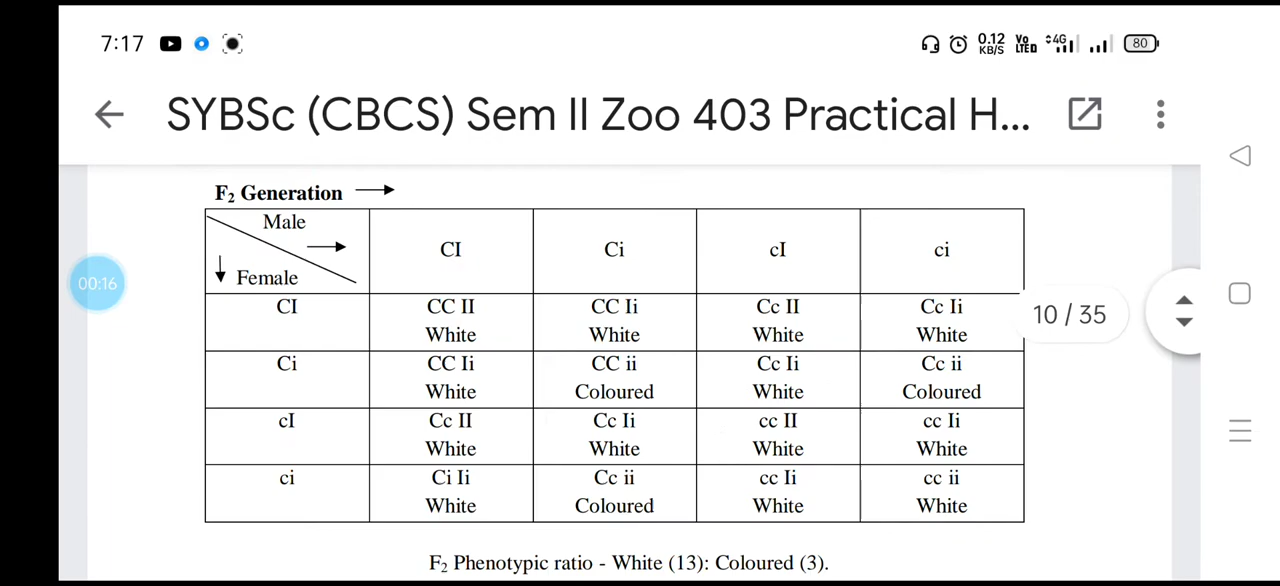 7:17 0.12 KB/S Vo LTED 4G 80
SYBSc (CBCS) Sem II Zoo 403 Practical H...
F₂ Generation
Male
Female
CI Ci cI ci
CI CC II CC Ii Cc II Cc Ii
White White White White
Ci CC Ii CC ii Cc Ii Cc ii
White Coloured White Coloured
cI Cc II Cc Ii cc II cc Ii
White White White White
ci Ci Ii Cc ii cc Ii cc ii
White Coloured White White
F₂ Phenotypic ratio - White (13): Coloured (3).
00:16
10 / 35